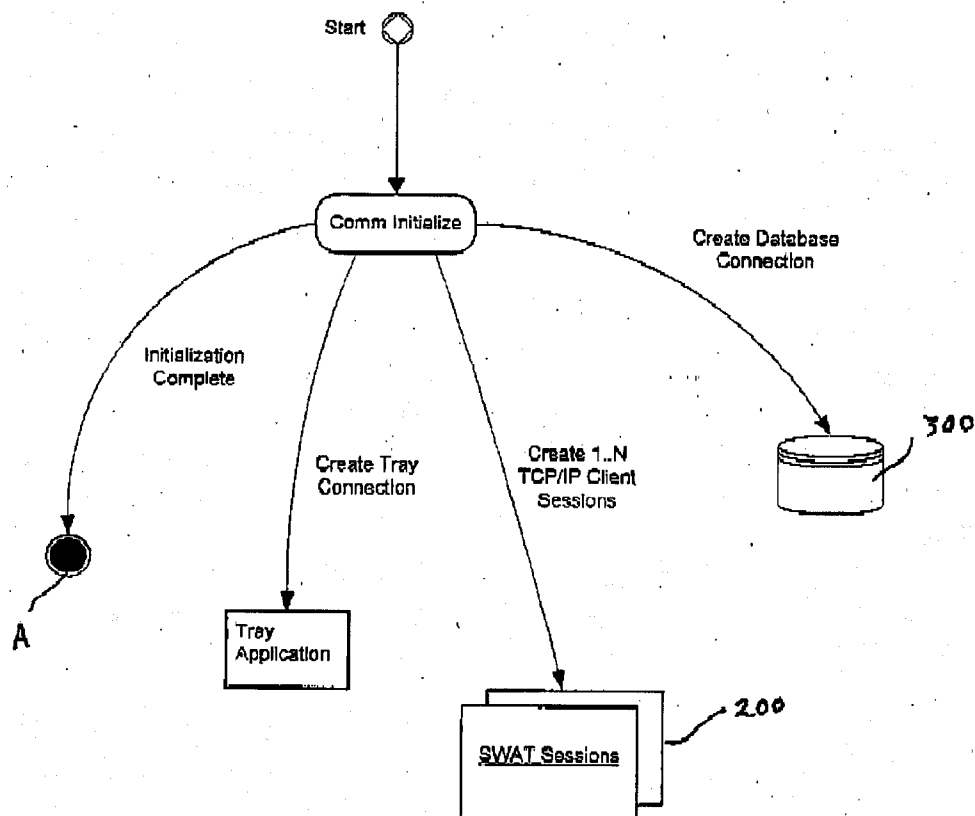 Start
Comm Initialize
Create Database
Connection
Initialization
Complete
300
Create 1..N
TCP/IP Client
Sessions
Create Tray
Connection
A
Tray
Application
200
SWAT Sessions